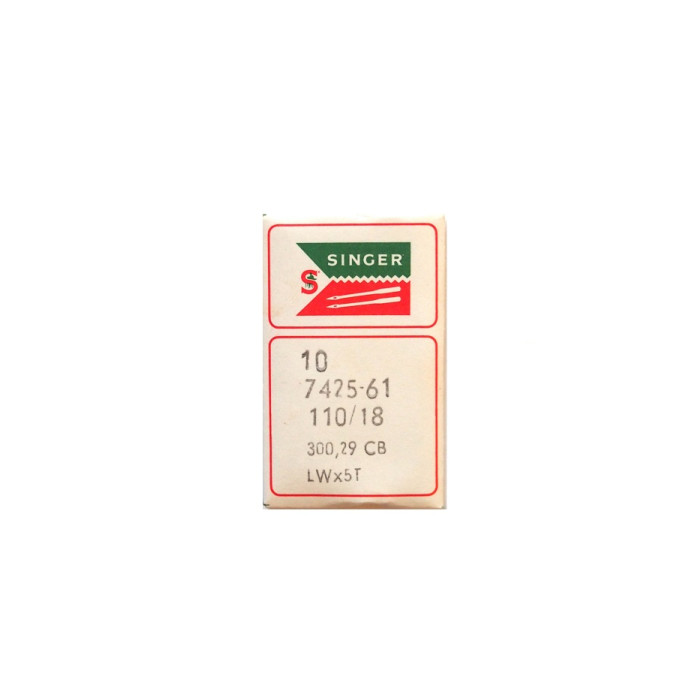 SINGER
S
10
7425-61
110/18
300,29 CB
LWx5T